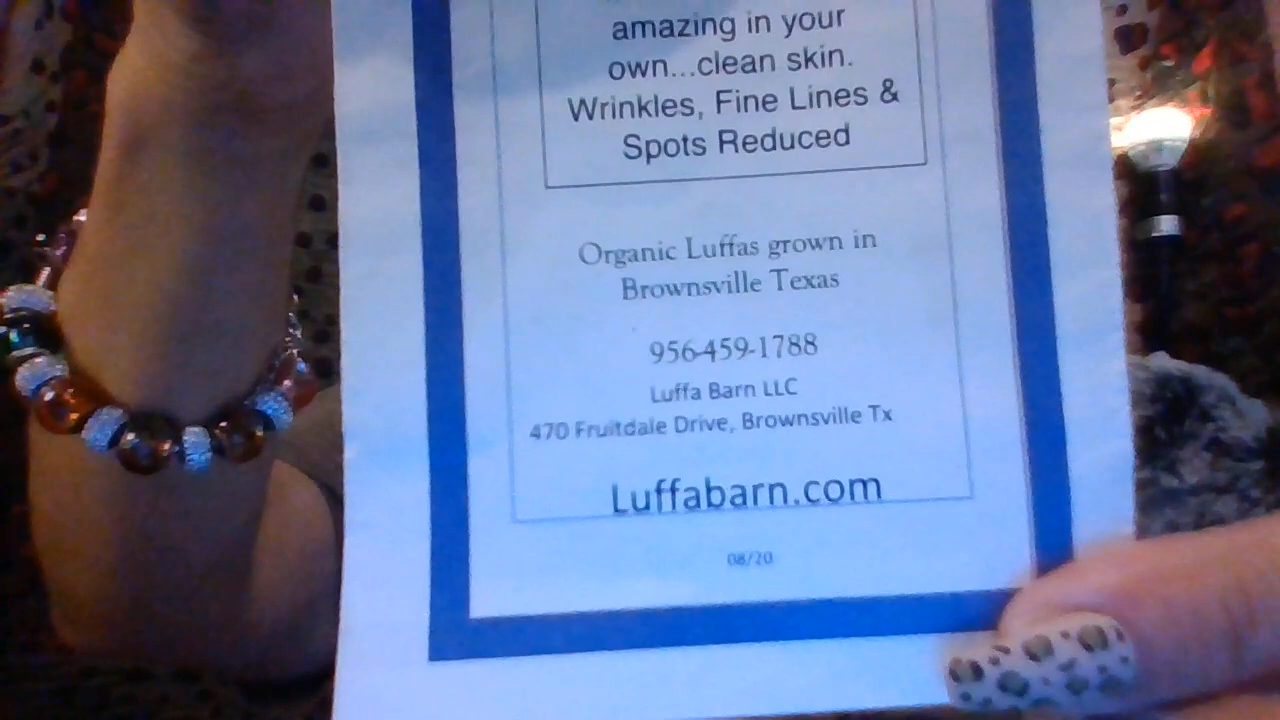 amazing in your
own...clean skin.
Wrinkles, Fine Lines &
Spots Reduced
Organic Luffas grown in
Brownsville Texas
956-459-1788
Luffa Barn LLC
470 Fruitdale Drive, Brownsville Tx
Luffabarn.com
08/20